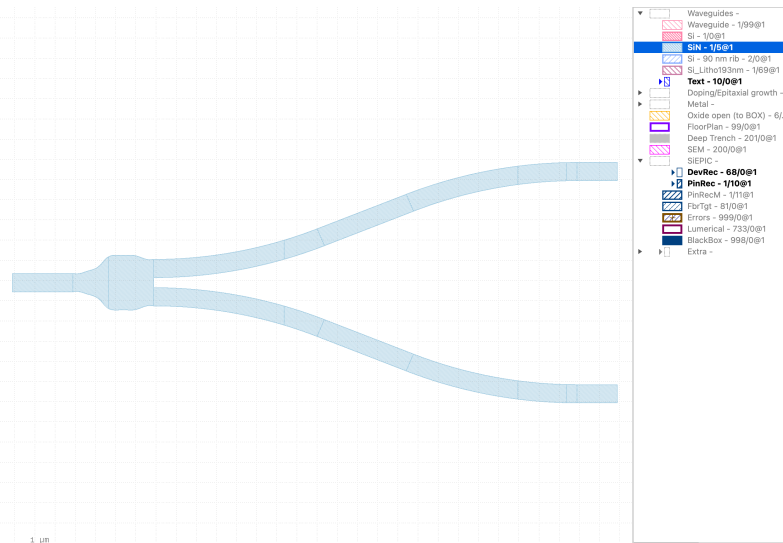 Waveguides -
Waveguide - 1/99@1
Si - 1/0@1
SiN - 1/5@1
Si - 90 nm rib - 2/0@1
Si_Litho193nm - 1/69@1
Text - 10/0@1
Doping/Epitaxial growth -
Metal -
Oxide open (to BOX) - 6/.
FloorPlan - 99/0@1
Deep Trench - 201/0@1
SEM - 200/0@1
SiEPIC -
DevRec - 68/0@1
PinRec - 1/10@1
PinRecM - 1/11@1
FbrTgt - 81/0@1
Errors - 999/0@1
Lumerical - 733/0@1
BlackBox - 998/0@1
Extra -
1 µm